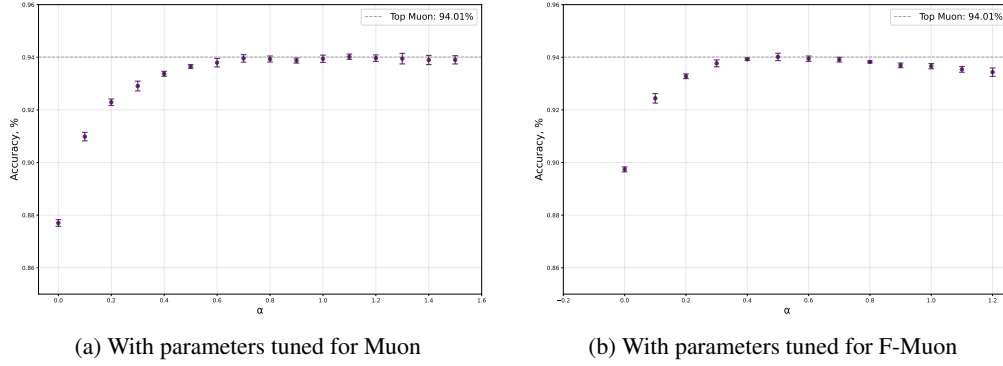 0.96
0.94
0.92
0.90
0.88
0.86
Accuracy, %
0.0 0.2 0.4 0.6 0.8 1.0 1.2 1.4 1.6
α
Top Muon: 94.01%
(a) With parameters tuned for Muon
0.96
0.94
0.92
0.90
0.88
0.86
Accuracy, %
−0.2 0.0 0.2 0.4 0.6 0.8 1.0 1.2
α
Top Muon: 94.01%
(b) With parameters tuned for F-Muon